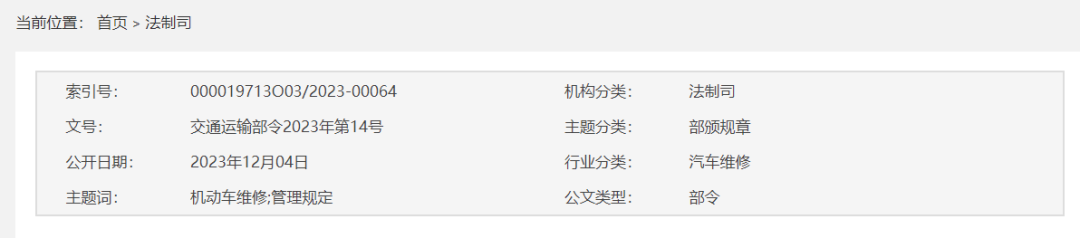 当前位置： 首页 > 法制司
索引号： 000019713O03/2023-00064 机构分类： 法制司
文号： 交通运输部令2023年第14号 主题分类： 部颁规章
公开日期： 2023年12月04日 行业分类： 汽车维修
主题词： 机动车维修;管理规定 公文类型： 部令